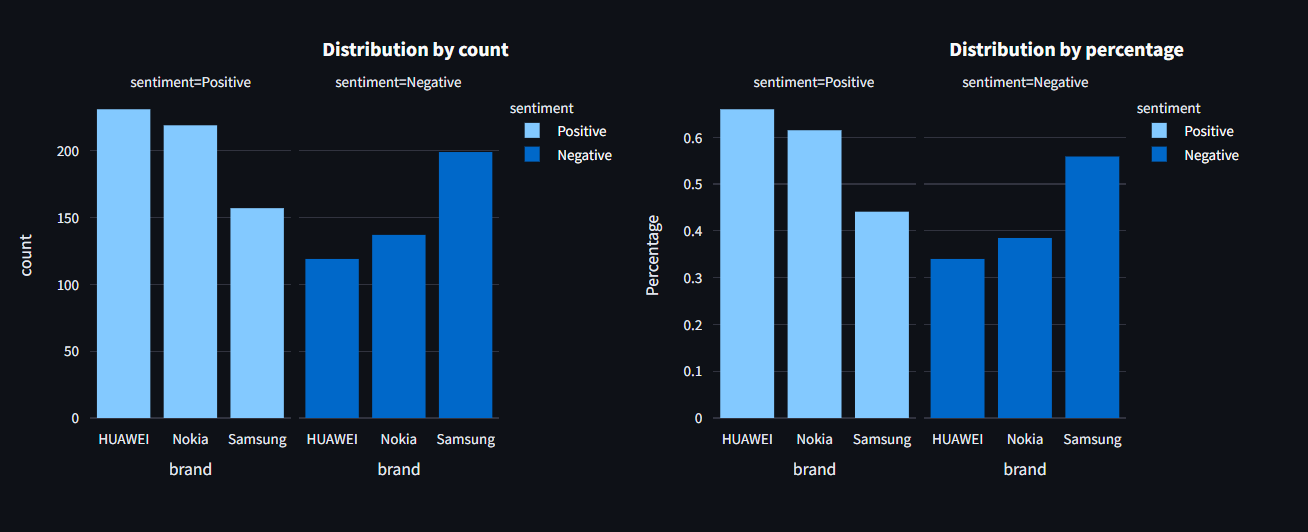 Distribution by count
sentiment=Positive
sentiment=Negative
sentiment
Positive
Negative
count
200
150
100
50
0
HUAWEI Nokia Samsung
HUAWEI Nokia Samsung
brand
brand
Distribution by percentage
sentiment=Positive
sentiment=Negative
sentiment
Positive
Negative
Percentage
0.6
0.5
0.4
0.3
0.2
0.1
0
HUAWEI Nokia Samsung
HUAWEI Nokia Samsung
brand
brand